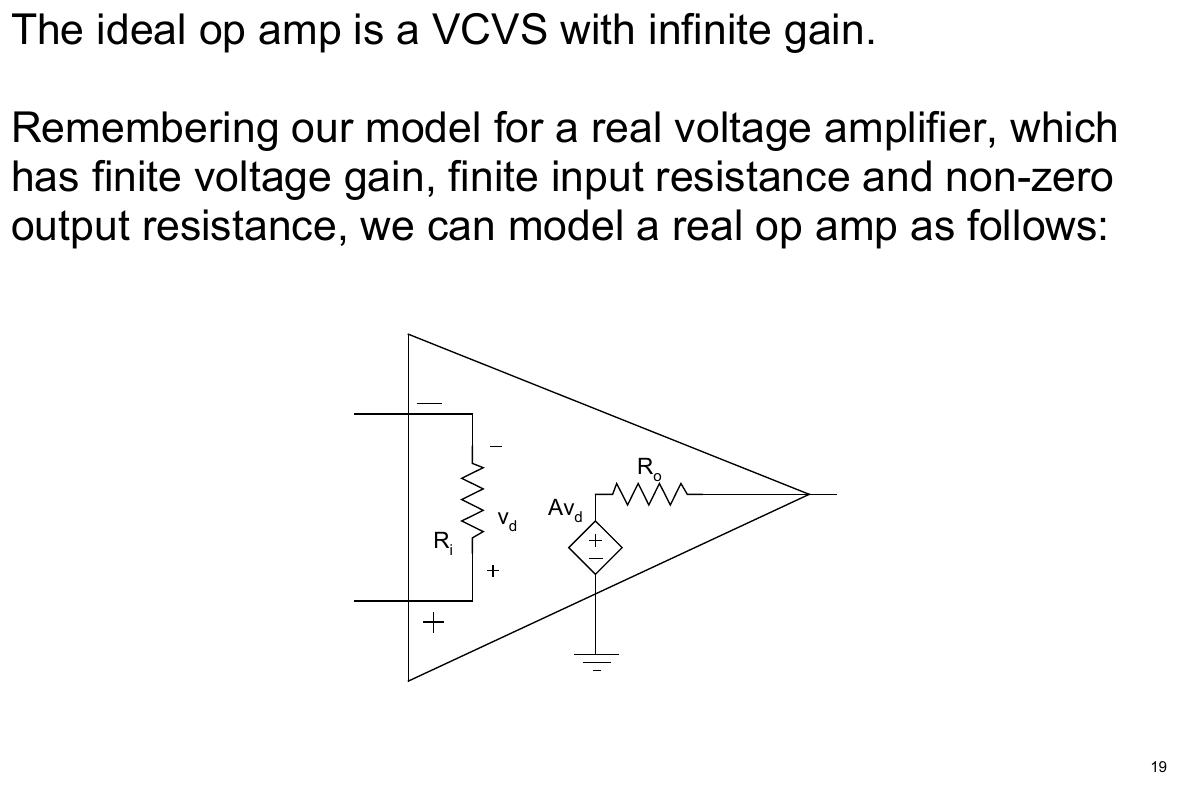 The ideal op amp is a VCVS with infinite gain.
Remembering our model for a real voltage amplifier, which
has finite voltage gain, finite input resistance and non-zero
output resistance, we can model a real op amp as follows:
—
–
Ro
Avd
vd
+
–
Ri
+
+
19